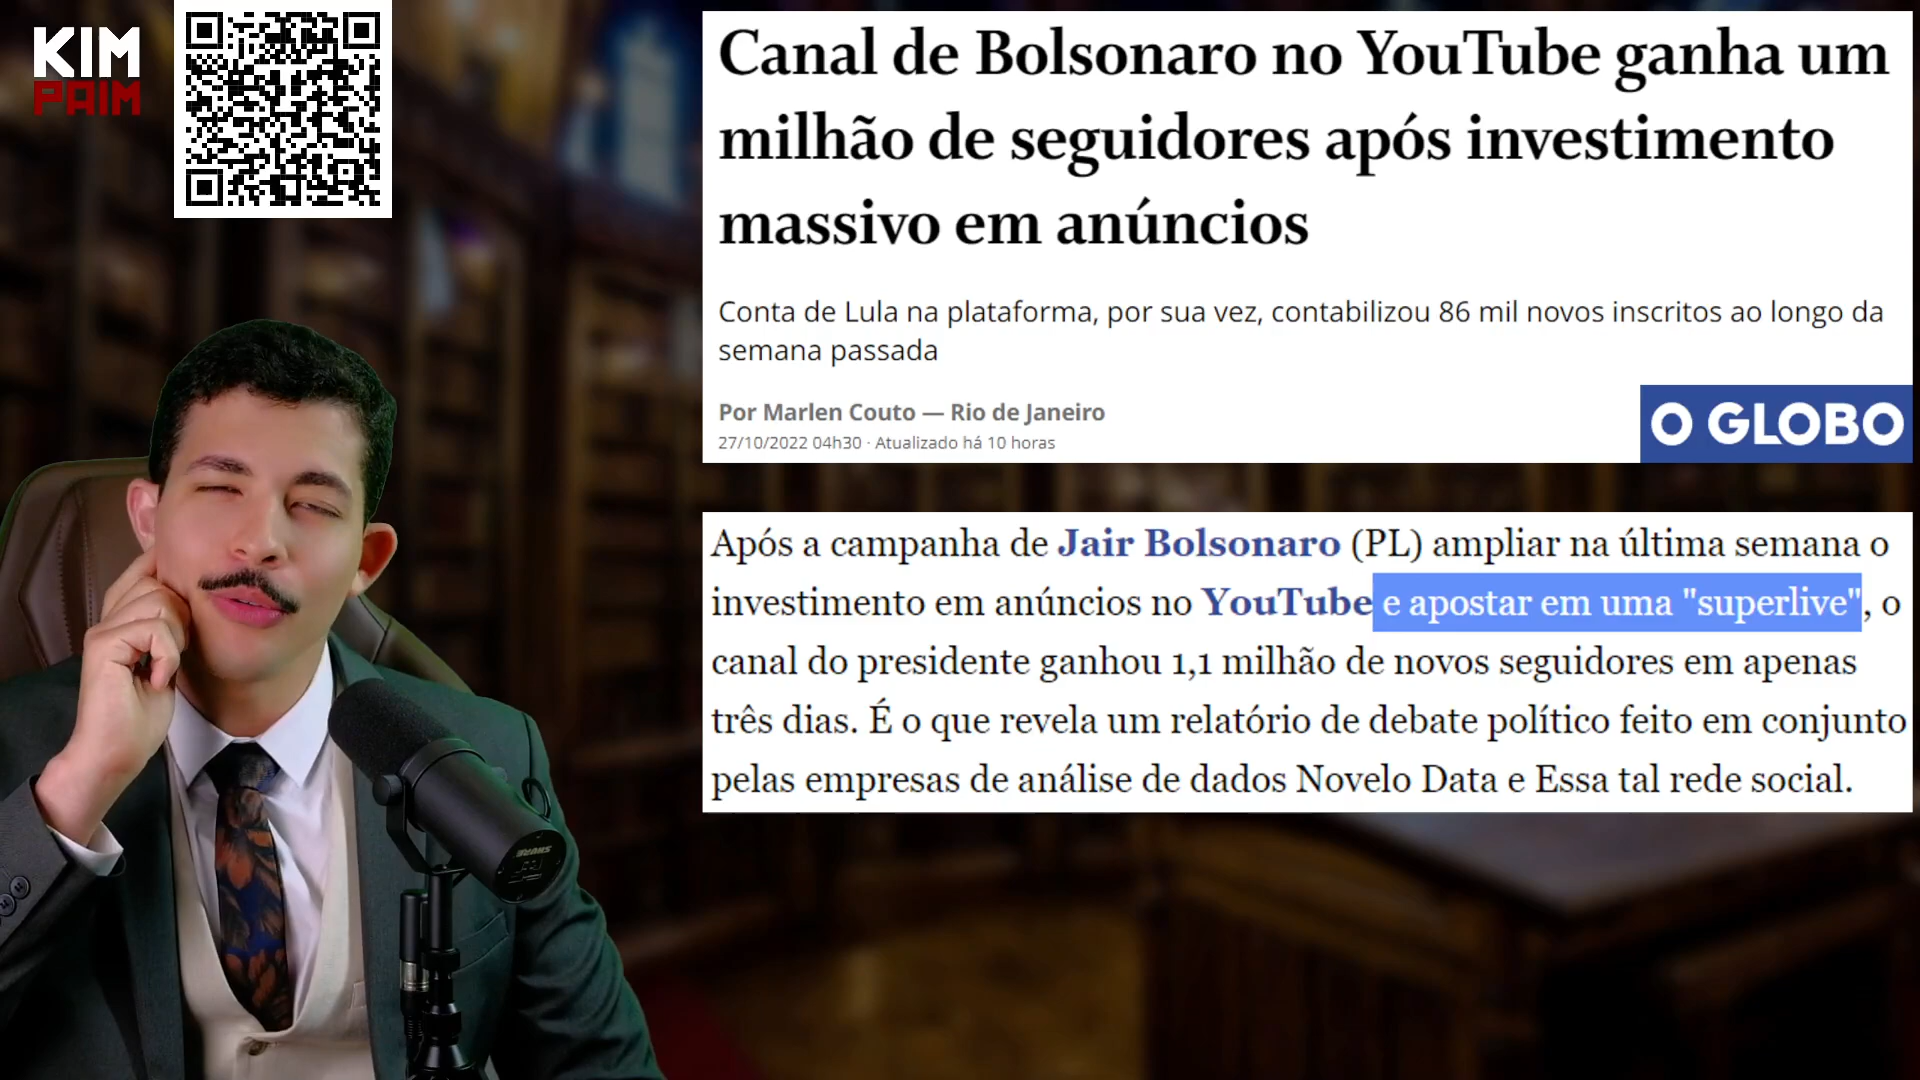 KIM
PAIM
Canal de Bolsonaro no YouTube ganha um
milhão de seguidores após investimento
massivo em anúncios
Conta de Lula na plataforma, por sua vez, contabilizou 86 mil novos inscritos ao longo da
semana passada
Por Marlen Couto — Rio de Janeiro
27/10/2022 04h30 · Atualizado há 10 horas
O GLOBO
Após a campanha de Jair Bolsonaro (PL) ampliar na última semana o
investimento em anúncios no YouTube e apostar em uma "superlive", o
canal do presidente ganhou 1,1 milhão de novos seguidores em apenas
três dias. É o que revela um relatório de debate político feito em conjunto
pelas empresas de análise de dados Novelo Data e Essa tal rede social.
SHURE